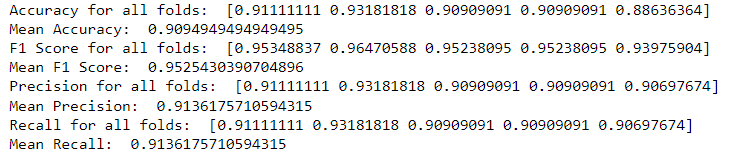 Accuracy for all folds:  [0.91111111 0.93181818 0.90909091 0.90909091 0.88636364]
Mean Accuracy:  0.9094949494949495
F1 Score for all folds:  [0.95348837 0.96470588 0.95238095 0.95238095 0.93975904]
Mean F1 Score:  0.9525430390704896
Precision for all folds:  [0.91111111 0.93181818 0.90909091 0.90909091 0.90697674]
Mean Precision:  0.9136175710594315
Recall for all folds:  [0.91111111 0.93181818 0.90909091 0.90909091 0.90697674]
Mean Recall:  0.9136175710594315